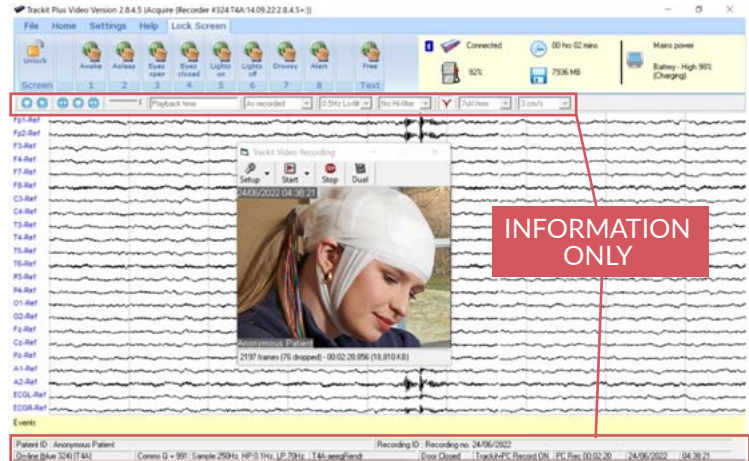 Trackit Plus Video Version 2.8.4.5 (Acquire [Recorder #324:T4A:14.09.22:2.8.4.5+:])
File Home Settings Help Lock Screen
Unlock
Awake Asleep Eyes open Eyes closed Lights on Lights off Drowsy Alert Free
Connected
00 hrs 02 mins
Mains power
92%
7936 MB
Battery - High 98% (Charging)
Screen 1 2 3 4 5 6 7 8 Text
Playback time As recorded 0.5Hz Lo-filt No Hi-filter 7uV/mm 3 cm/s
Fp1-Ref
Fp2-Ref
F3-Ref
F4-Ref
F7-Ref
F8-Ref
C3-Ref
C4-Ref
T3-Ref
T4-Ref
T5-Ref
T6-Ref
P3-Ref
P4-Ref
O1-Ref
O2-Ref
Fz-Ref
Cz-Ref
Pz-Ref
A1-Ref
A2-Ref
ECGL-Ref
ECGR-Ref
Events
Trackit Video Recording
Setup Start Stop Dual
24/06/2022 04:38:21
Anonymous Patient
2197 frames (76 dropped) - 00:02:20.856 (19,810 KB)
INFORMATION
ONLY
Patient ID : Anonymous Patient
Recording ID : Recording no. 24/06/2022
On-line (blue 324) [T4A] Comms Q = 99% Sample 250Hz. HP:0.1Hz. LP:70Hz T4A-aeegRendr Door Closed Trackit+PC Record ON PC Rec 00:02:20 24/06/2022 04:38:21